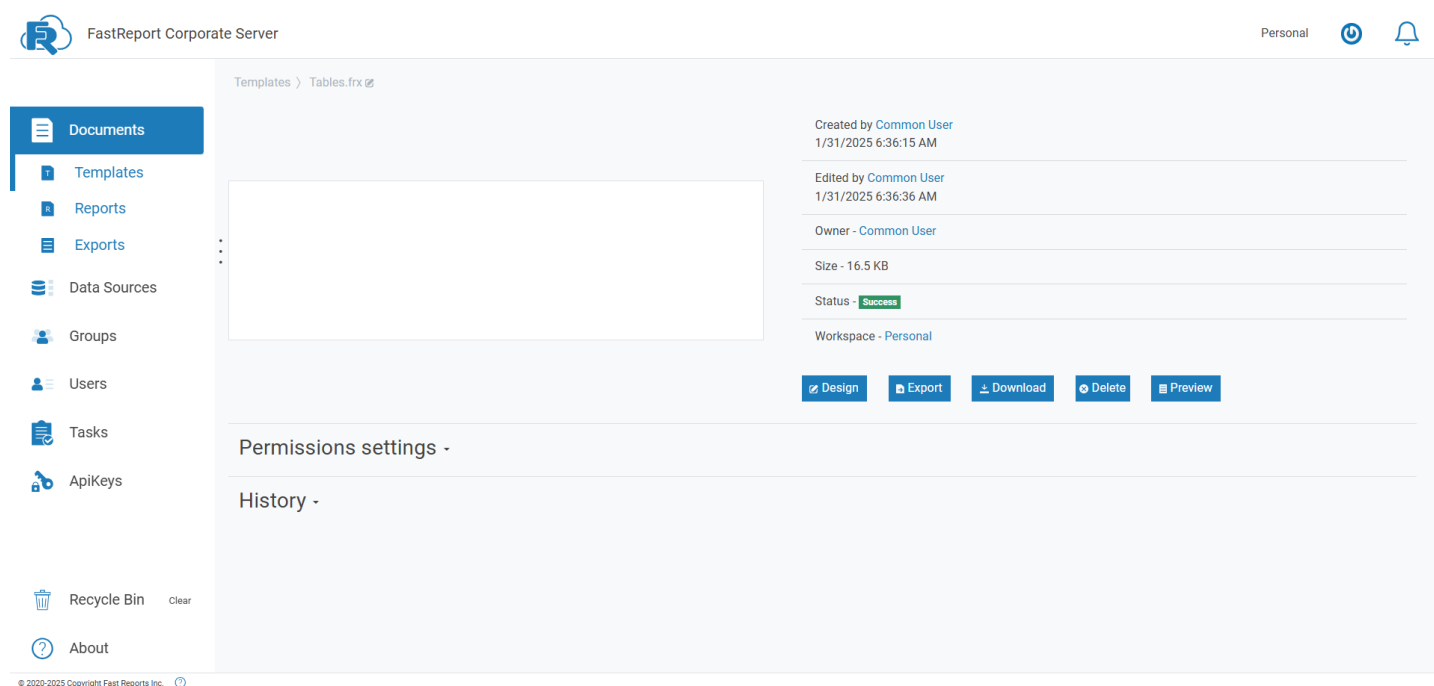 FastReport Corporate Server
Personal
Templates 〉 Tables.frx
Documents
Templates
Reports
Exports
Data Sources
Groups
Users
Tasks
ApiKeys
Recycle Bin Clear
About
Created by Common User
1/31/2025 6:36:15 AM
Edited by Common User
1/31/2025 6:36:36 AM
Owner - Common User
Size - 16.5 KB
Status - Success
Workspace - Personal
Design Export Download Delete Preview
Permissions settings
History
© 2020-2025 Copyright Fast Reports Inc.